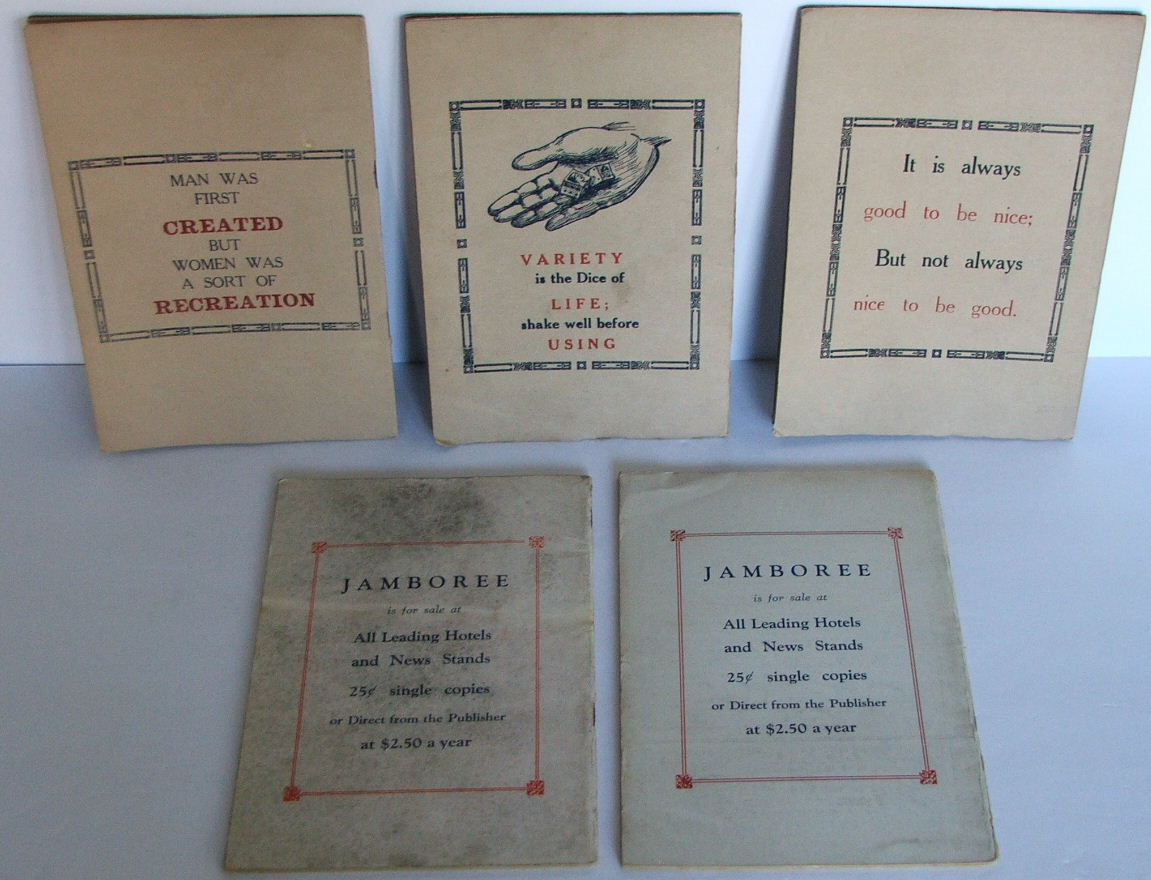 MAN WAS
FIRST
CREATED
BUT
WOMEN WAS
A SORT OF
RECREATION
VARIETY
is the Dice of
LIFE;
shake well before
USING
It is always
good to be nice;
But not always
nice to be good.
JAMBOREE
is for sale at
All Leading Hotels
and News Stands
25¢ single copies
or Direct from the Publisher
at $2.50 a year
JAMBOREE
is for sale at
All Leading Hotels
and News Stands
25¢ single copies
or Direct from the Publisher
at $2.50 a year